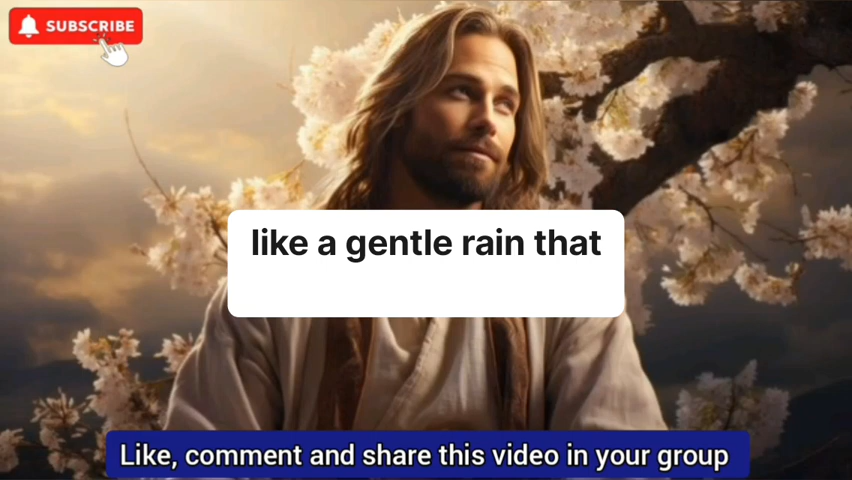 SUBSCRIBE
like a gentle rain that
Like, comment and share this video in your group